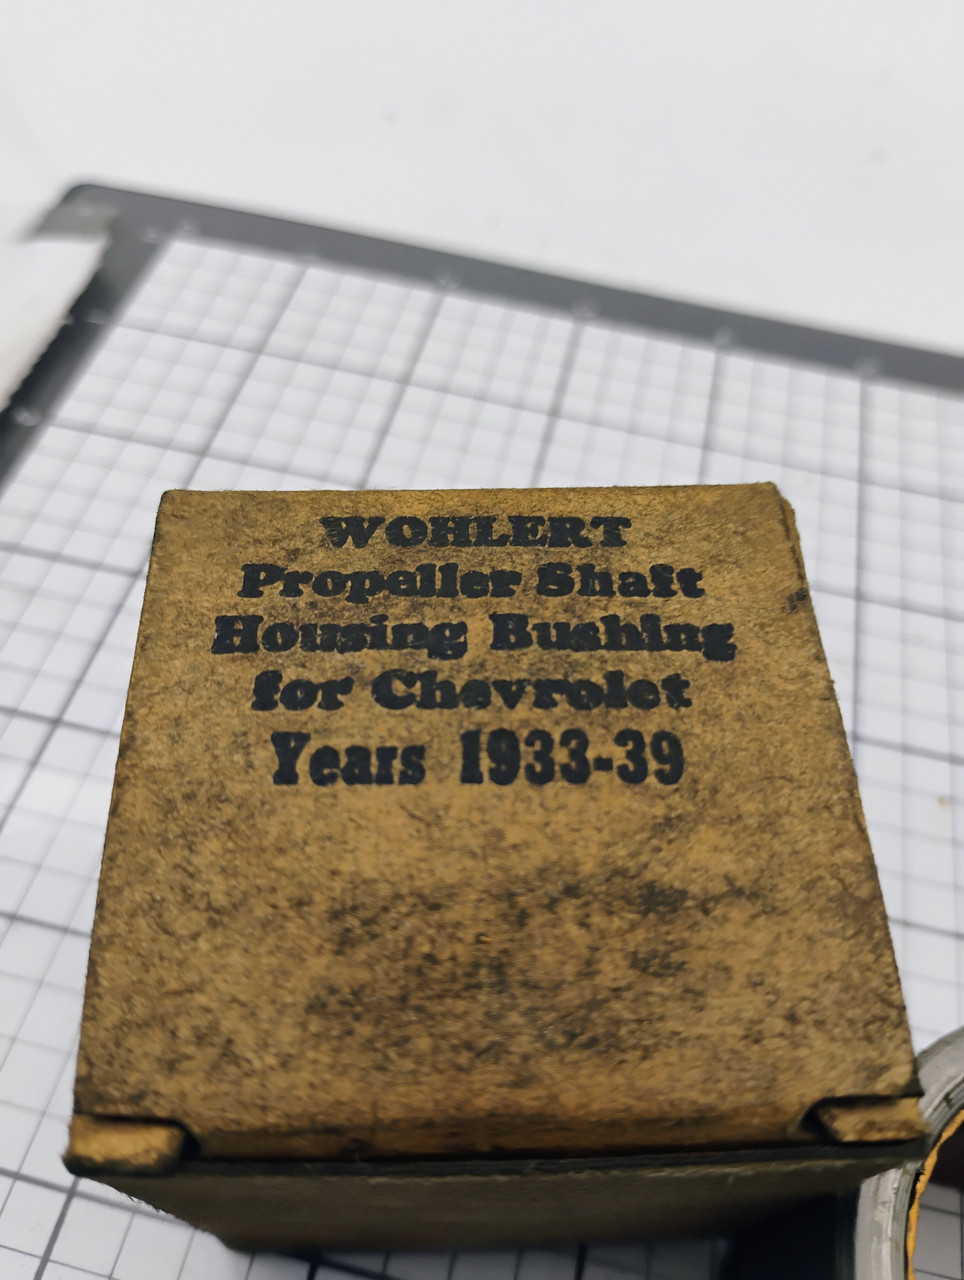 WOHLERT
Propeller Shaft
Housing Bushing
for Chevrolet
Years 1933-39